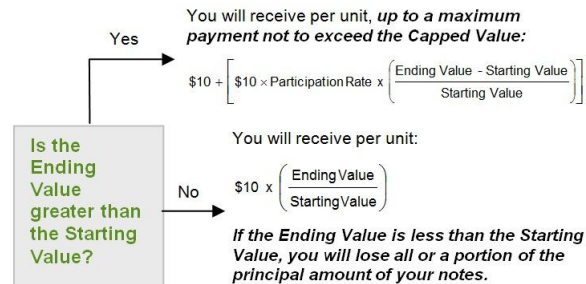 You will receive per unit, up to a maximum
payment not to exceed the Capped Value:
Yes
$10 + [ $10 × Participation Rate x ( Ending Value - Starting Value / Starting Value ) ]
Is the
Ending
Value
greater than
the Starting
Value?
No
You will receive per unit:
$10 x ( Ending Value / Starting Value )
If the Ending Value is less than the Starting
Value, you will lose all or a portion of the
principal amount of your notes.